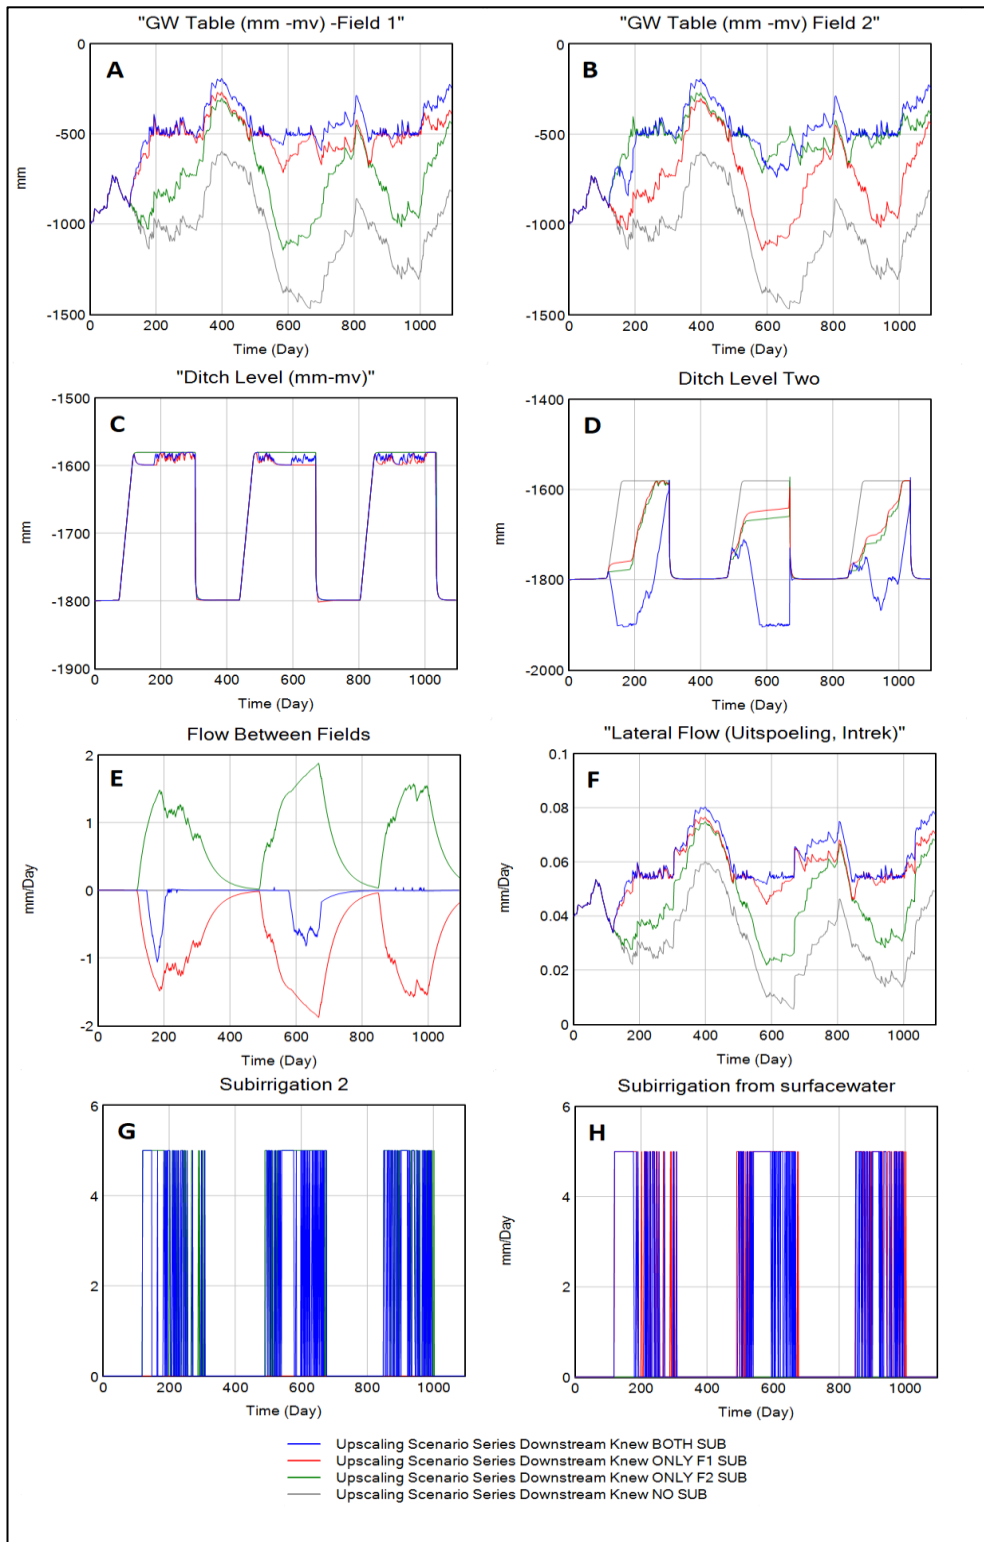 "GW Table (mm -mv) -Field 1"
0
-500
-1000
-1500
mm
A
0 200 400 600 800 1000
Time (Day)
"GW Table (mm -mv) Field 2"
0
-500
-1000
-1500
mm
B
0 200 400 600 800 1000
Time (Day)
"Ditch Level (mm-mv)"
-1500
-1600
-1700
-1800
-1900
mm
C
0 200 400 600 800 1000
Time (Day)
Ditch Level Two
-1400
-1600
-1800
-2000
mm
D
0 200 400 600 800 1000
Time (Day)
Flow Between Fields
2
1
0
-1
-2
mm/Day
E
0 200 400 600 800 1000
Time (Day)
"Lateral Flow (Uitspoeling, Intrek)"
0.1
0.08
0.06
0.04
0.02
0
mm/Day
F
0 200 400 600 800 1000
Time (Day)
Subirrigation 2
6
4
2
0
mm/Day
G
0 200 400 600 800 1000
Time (Day)
Subirrigation from surfacewater
6
4
2
0
mm/Day
H
0 200 400 600 800 1000
Time (Day)
Upscaling Scenario Series Downstream Knew BOTH SUB
Upscaling Scenario Series Downstream Knew ONLY F1 SUB
Upscaling Scenario Series Downstream Knew ONLY F2 SUB
Upscaling Scenario Series Downstream Knew NO SUB